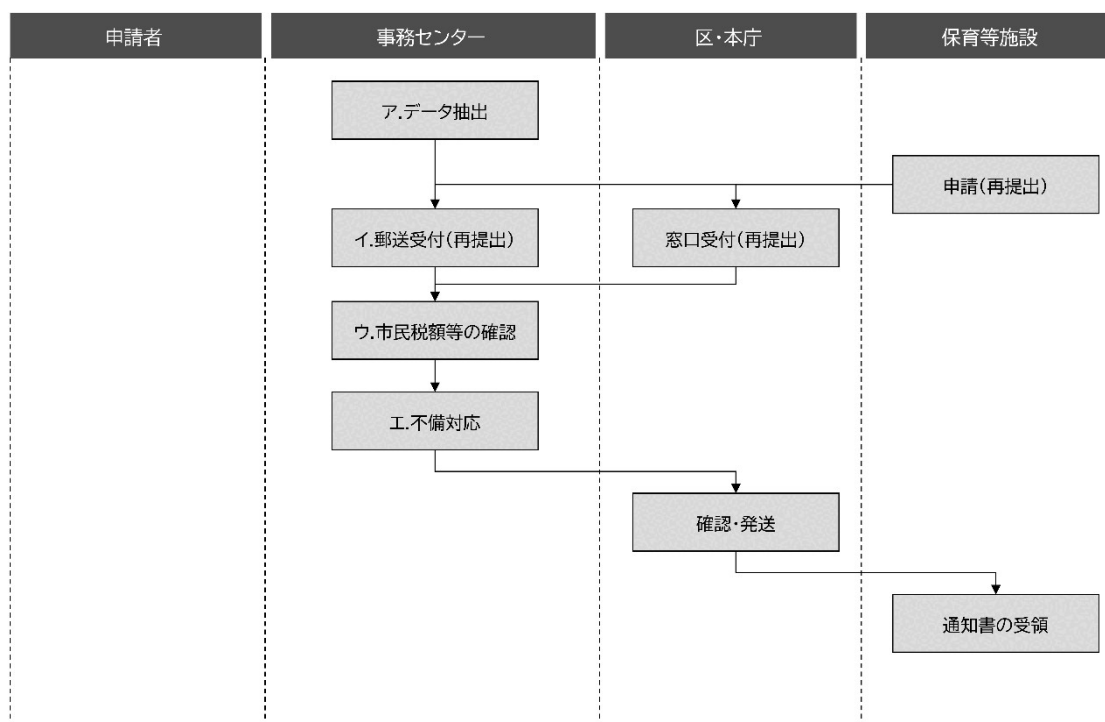 申請者
事務センター
区・本庁
保育等施設
ア.データ抽出
申請(再提出)
イ.郵送受付(再提出)
窓口受付(再提出)
ウ.市民税額等の確認
エ.不備対応
確認・発送
通知書の受領